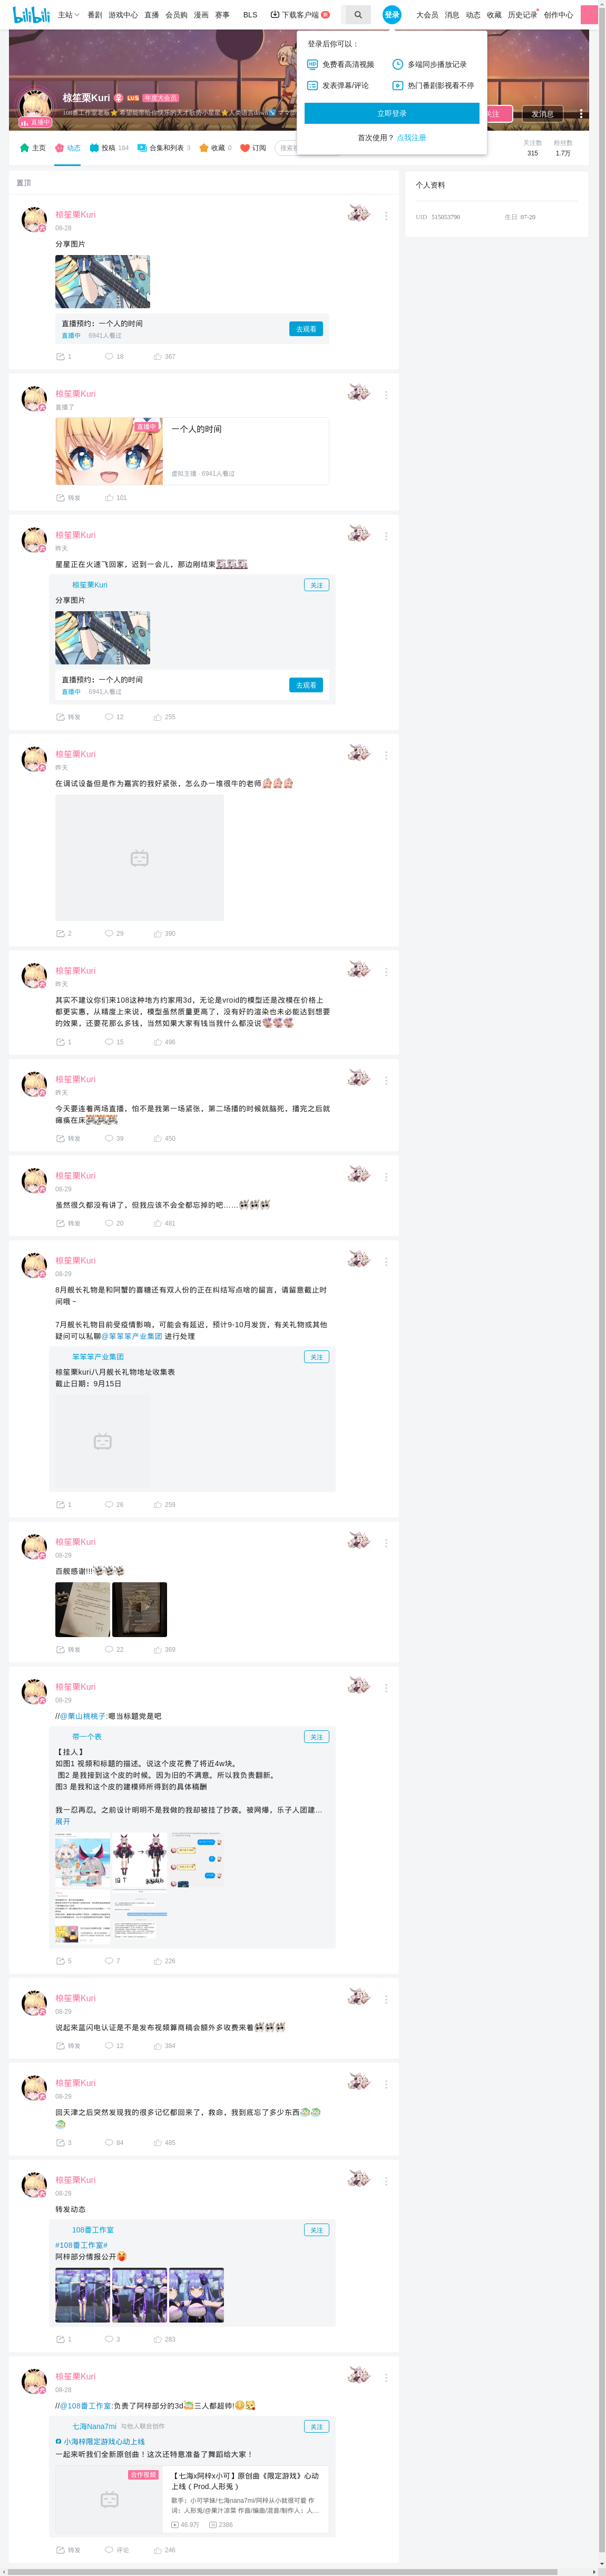 bilibili
主站
番剧
游戏中心
直播
会员购
漫画
赛事
BLS
下载客户端
登录
大会员
消息
动态
收藏
历史记录
创作中心
登录后你可以：
免费看高清视频
多端同步播放记录
发表弹幕/评论
热门番剧影视看不停
立即登录
首次使用？ 点我注册
椋笙栗Kuri
LV5
年度大会员
直播中
关注
发消息
主页
动态
投稿 184
合集和列表 3
收藏 0
订阅
关注数
315
粉丝数
1.7万
置顶
个人资料
UID 515053790
生日 07-29
椋笙栗Kuri
08-28
分享图片
直播预约：一个人的时间
直播中 6941人看过
去观看
1
18
367
椋笙栗Kuri
直播了
直播中
一个人的时间
虚拟主播 · 6941人看过
转发
101
椋笙栗Kuri
昨天
星星正在火速飞回家，迟到一会儿，那边刚结束
椋笙栗Kuri
关注
分享图片
直播预约：一个人的时间
直播中 6941人看过
去观看
转发
12
255
椋笙栗Kuri
昨天
在调试设备但是作为嘉宾的我好紧张，怎么办一堆很牛的老师
2
29
390
椋笙栗Kuri
昨天
其实不建议你们来108这种地方约家用3d，无论是vroid的模型还是改模在价格上
都更实惠，从精度上来说，模型虽然质量更高了，没有好的渲染也未必能达到想要
的效果，还要花那么多钱，当然如果大家有钱当我什么都没说
1
15
496
椋笙栗Kuri
昨天
今天要连着两场直播，怕不是我第一场紧张，第二场播的时候就脑死，播完之后就
瘫痪在床
转发
39
450
椋笙栗Kuri
08-29
虽然很久都没有讲了，但我应该不会全都忘掉的吧……
转发
20
481
椋笙栗Kuri
08-29
8月舰长礼物是和阿蟹的喜糖还有双人份的正在纠结写点啥的留言，请留意截止时
间哦~
7月舰长礼物目前受疫情影响，可能会有延迟，预计9-10月发货，有关礼物或其他
疑问可以私聊@笨笨笨产业集团 进行处理
笨笨笨产业集团
关注
椋笙栗kuri八月舰长礼物地址收集表
截止日期：9月15日
1
26
259
椋笙栗Kuri
08-29
百舰感谢!!!
转发
22
369
椋笙栗Kuri
08-29
//@栗山桃桃子:嗯当标题党是吧
带一个表
关注
【挂人】
如图1 视频和标题的描述。说这个皮花费了将近4w块。
图2 是我接到这个皮的时候。因为旧的不满意。所以我负责翻新。
图3 是我和这个皮的建模师所得到的具体稿酬
我一忍再忍。之前设计明明不是我做的我却被挂了抄袭。被网爆，乐子人团建...
展开
5
7
226
椋笙栗Kuri
08-29
说起来蓝闪电认证是不是发布视频算商稿会额外多收费来着
转发
12
384
椋笙栗Kuri
08-29
回天津之后突然发现我的很多记忆都回来了，救命，我到底忘了多少东西
3
84
485
椋笙栗Kuri
08-28
转发动态
108番工作室
关注
#108番工作室#
阿梓部分情报公开
1
3
283
椋笙栗Kuri
08-28
//@108番工作室:负责了阿梓部分的3d三人都超帅!
七海Nana7mi 与他人联合创作
关注
小海梓限定游戏心动上线
一起来听我们全新原创曲！这次还特意准备了舞蹈给大家！
合作视频
【七海x阿梓x小可】原创曲《限定游戏》心动
上线（Prod.人形兎）
歌手：小可学妹/七海nana7mi/阿梓从小就很可爱 作
词：人形兎/@果汁凉菜 作曲/编曲/混音/制作人：人...
46.9万
2386
转发
评论
246